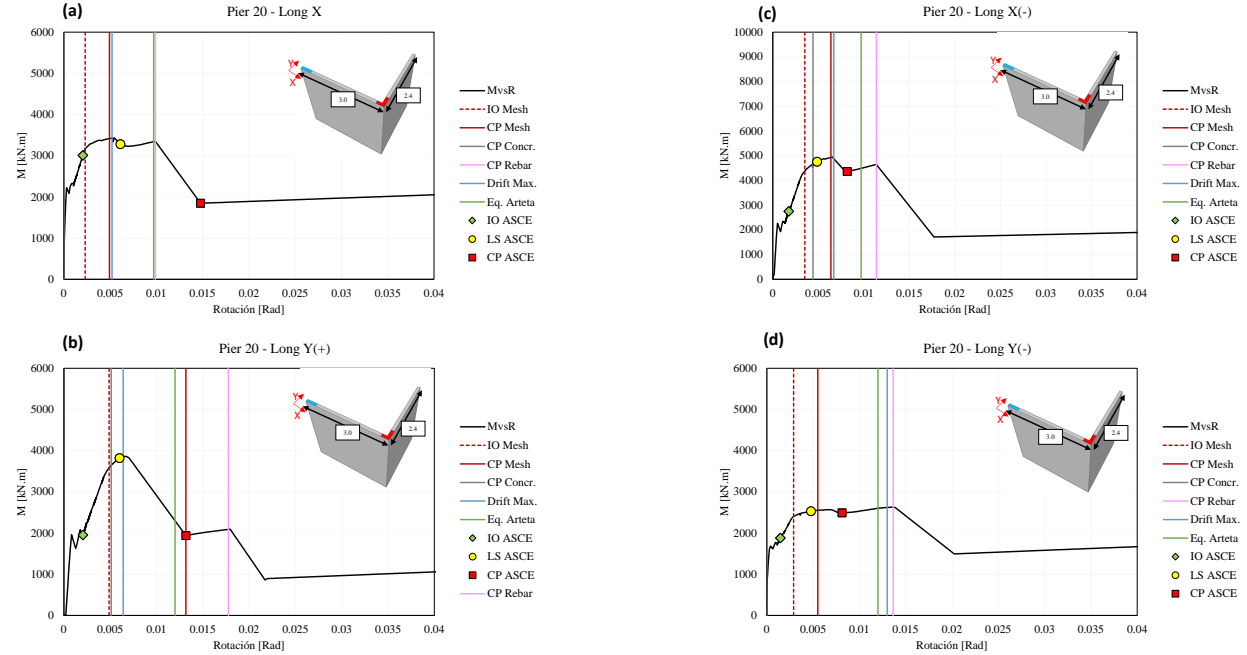 (a)
Pier 20 - Long X
M [kN.m]
6000
5000
4000
3000
2000
1000
0
0 0.005 0.01 0.015 0.02 0.025 0.03 0.035 0.04
Rotación [Rad]
Y
X
3.0
2.4
MvsR
IO Mesh
CP Mesh
CP Concr.
CP Rebar
Drift Max.
Eq. Arteta
IO ASCE
LS ASCE
CP ASCE
(c)
Pier 20 - Long X(-)
M [kN.m]
10000
9000
8000
7000
6000
5000
4000
3000
2000
1000
0
0 0.005 0.01 0.015 0.02 0.025 0.03 0.035 0.04
Rotación [Rad]
Y
X
3.0
2.4
MvsR
IO Mesh
CP Mesh
CP Concr.
CP Rebar
Drift Max.
Eq. Arteta
IO ASCE
LS ASCE
CP ASCE
(b)
Pier 20 - Long Y(+)
M [kN.m]
6000
5000
4000
3000
2000
1000
0
0 0.005 0.01 0.015 0.02 0.025 0.03 0.035 0.04
Rotación [Rad]
Y
X
3.0
2.4
MvsR
IO Mesh
CP Mesh
CP Concr.
Drift Max.
Eq. Arteta
IO ASCE
LS ASCE
CP ASCE
CP Rebar
(d)
Pier 20 - Long Y(-)
M [kN.m]
6000
5000
4000
3000
2000
1000
0
0 0.005 0.01 0.015 0.02 0.025 0.03 0.035 0.04
Rotación [Rad]
Y
X
3.0
2.4
MvsR
IO Mesh
CP Mesh
CP Concr.
CP Rebar
Drift Max.
Eq. Arteta
IO ASCE
LS ASCE
CP ASCE